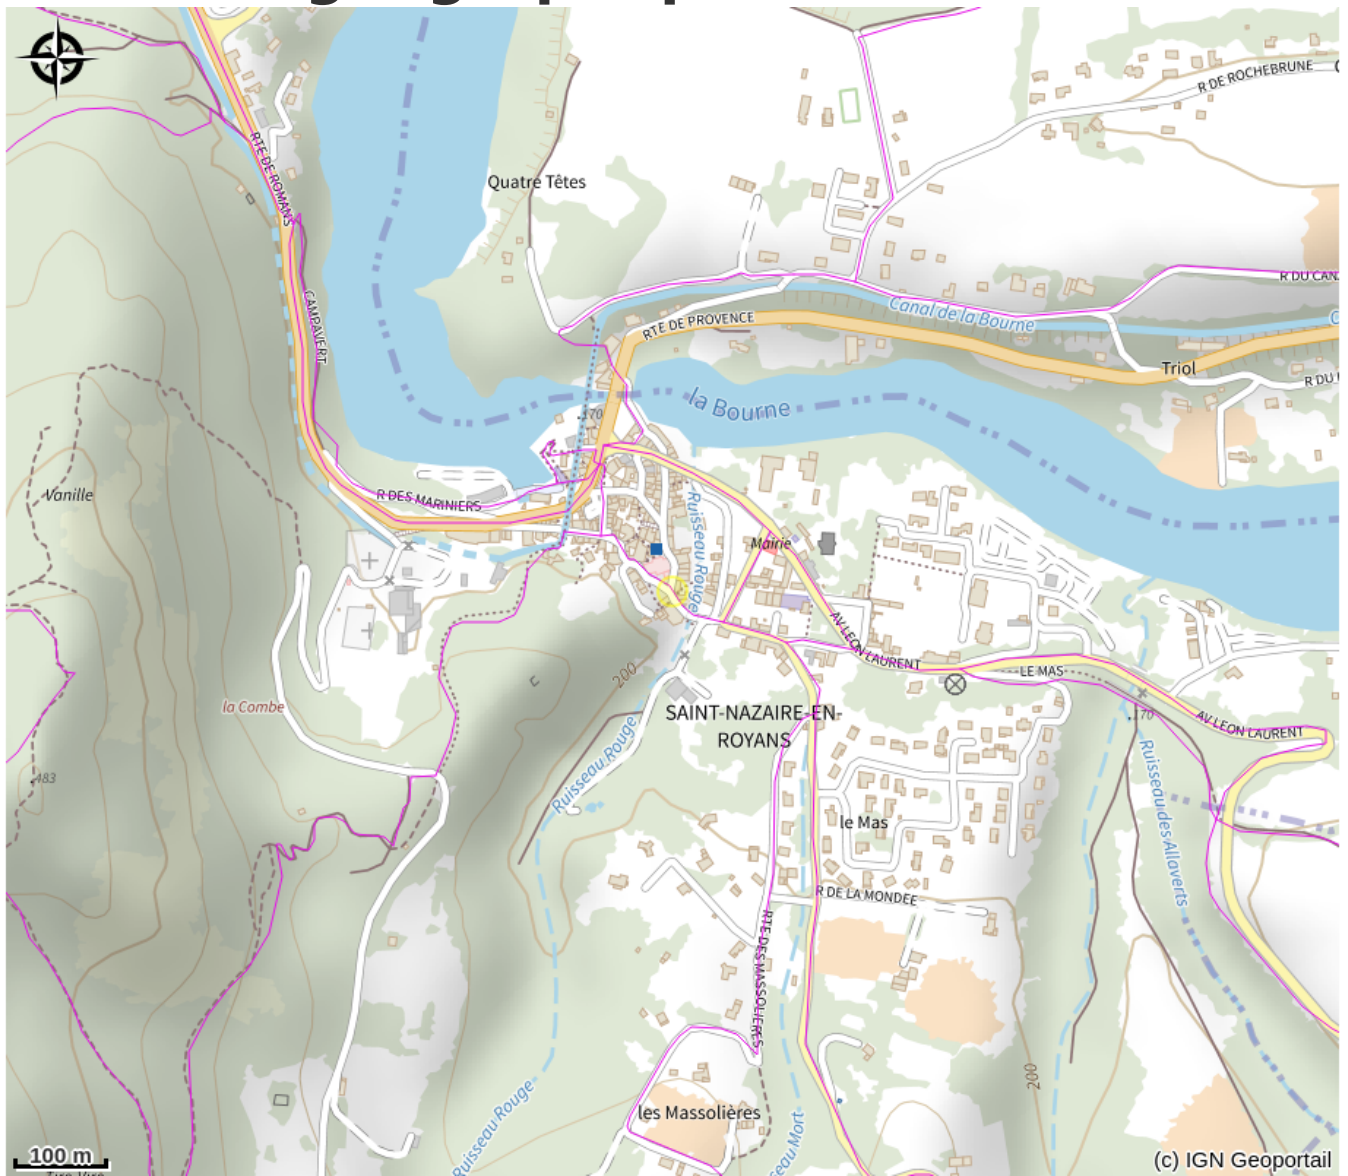 R DE ROCHEBRUNE
RTE DE ROMANS
Quatre Têtes
R DU CAN
Canal de la Bourne
C
CAMPAVERT
RTE DE PROVENCE
Triol
R DU
la Bourne
.170
Vanille
R DES MARINIERS
Ruisseau Rouge
Mairie
AV LEON LAURENT
LE MAS
200
la Combe
SAINT-NAZAIRE-EN-
ROYANS
.170
AV LEON LAURENT
Ruisseau Rouge
.483
Ruisseau des Allaverts
le Mas
R DE LA MONDEE
RTE DES MASSOLIERES
200
les Massolières
Ruisseau Rouge
eau Mort
100 m
(c) IGN Geoportail